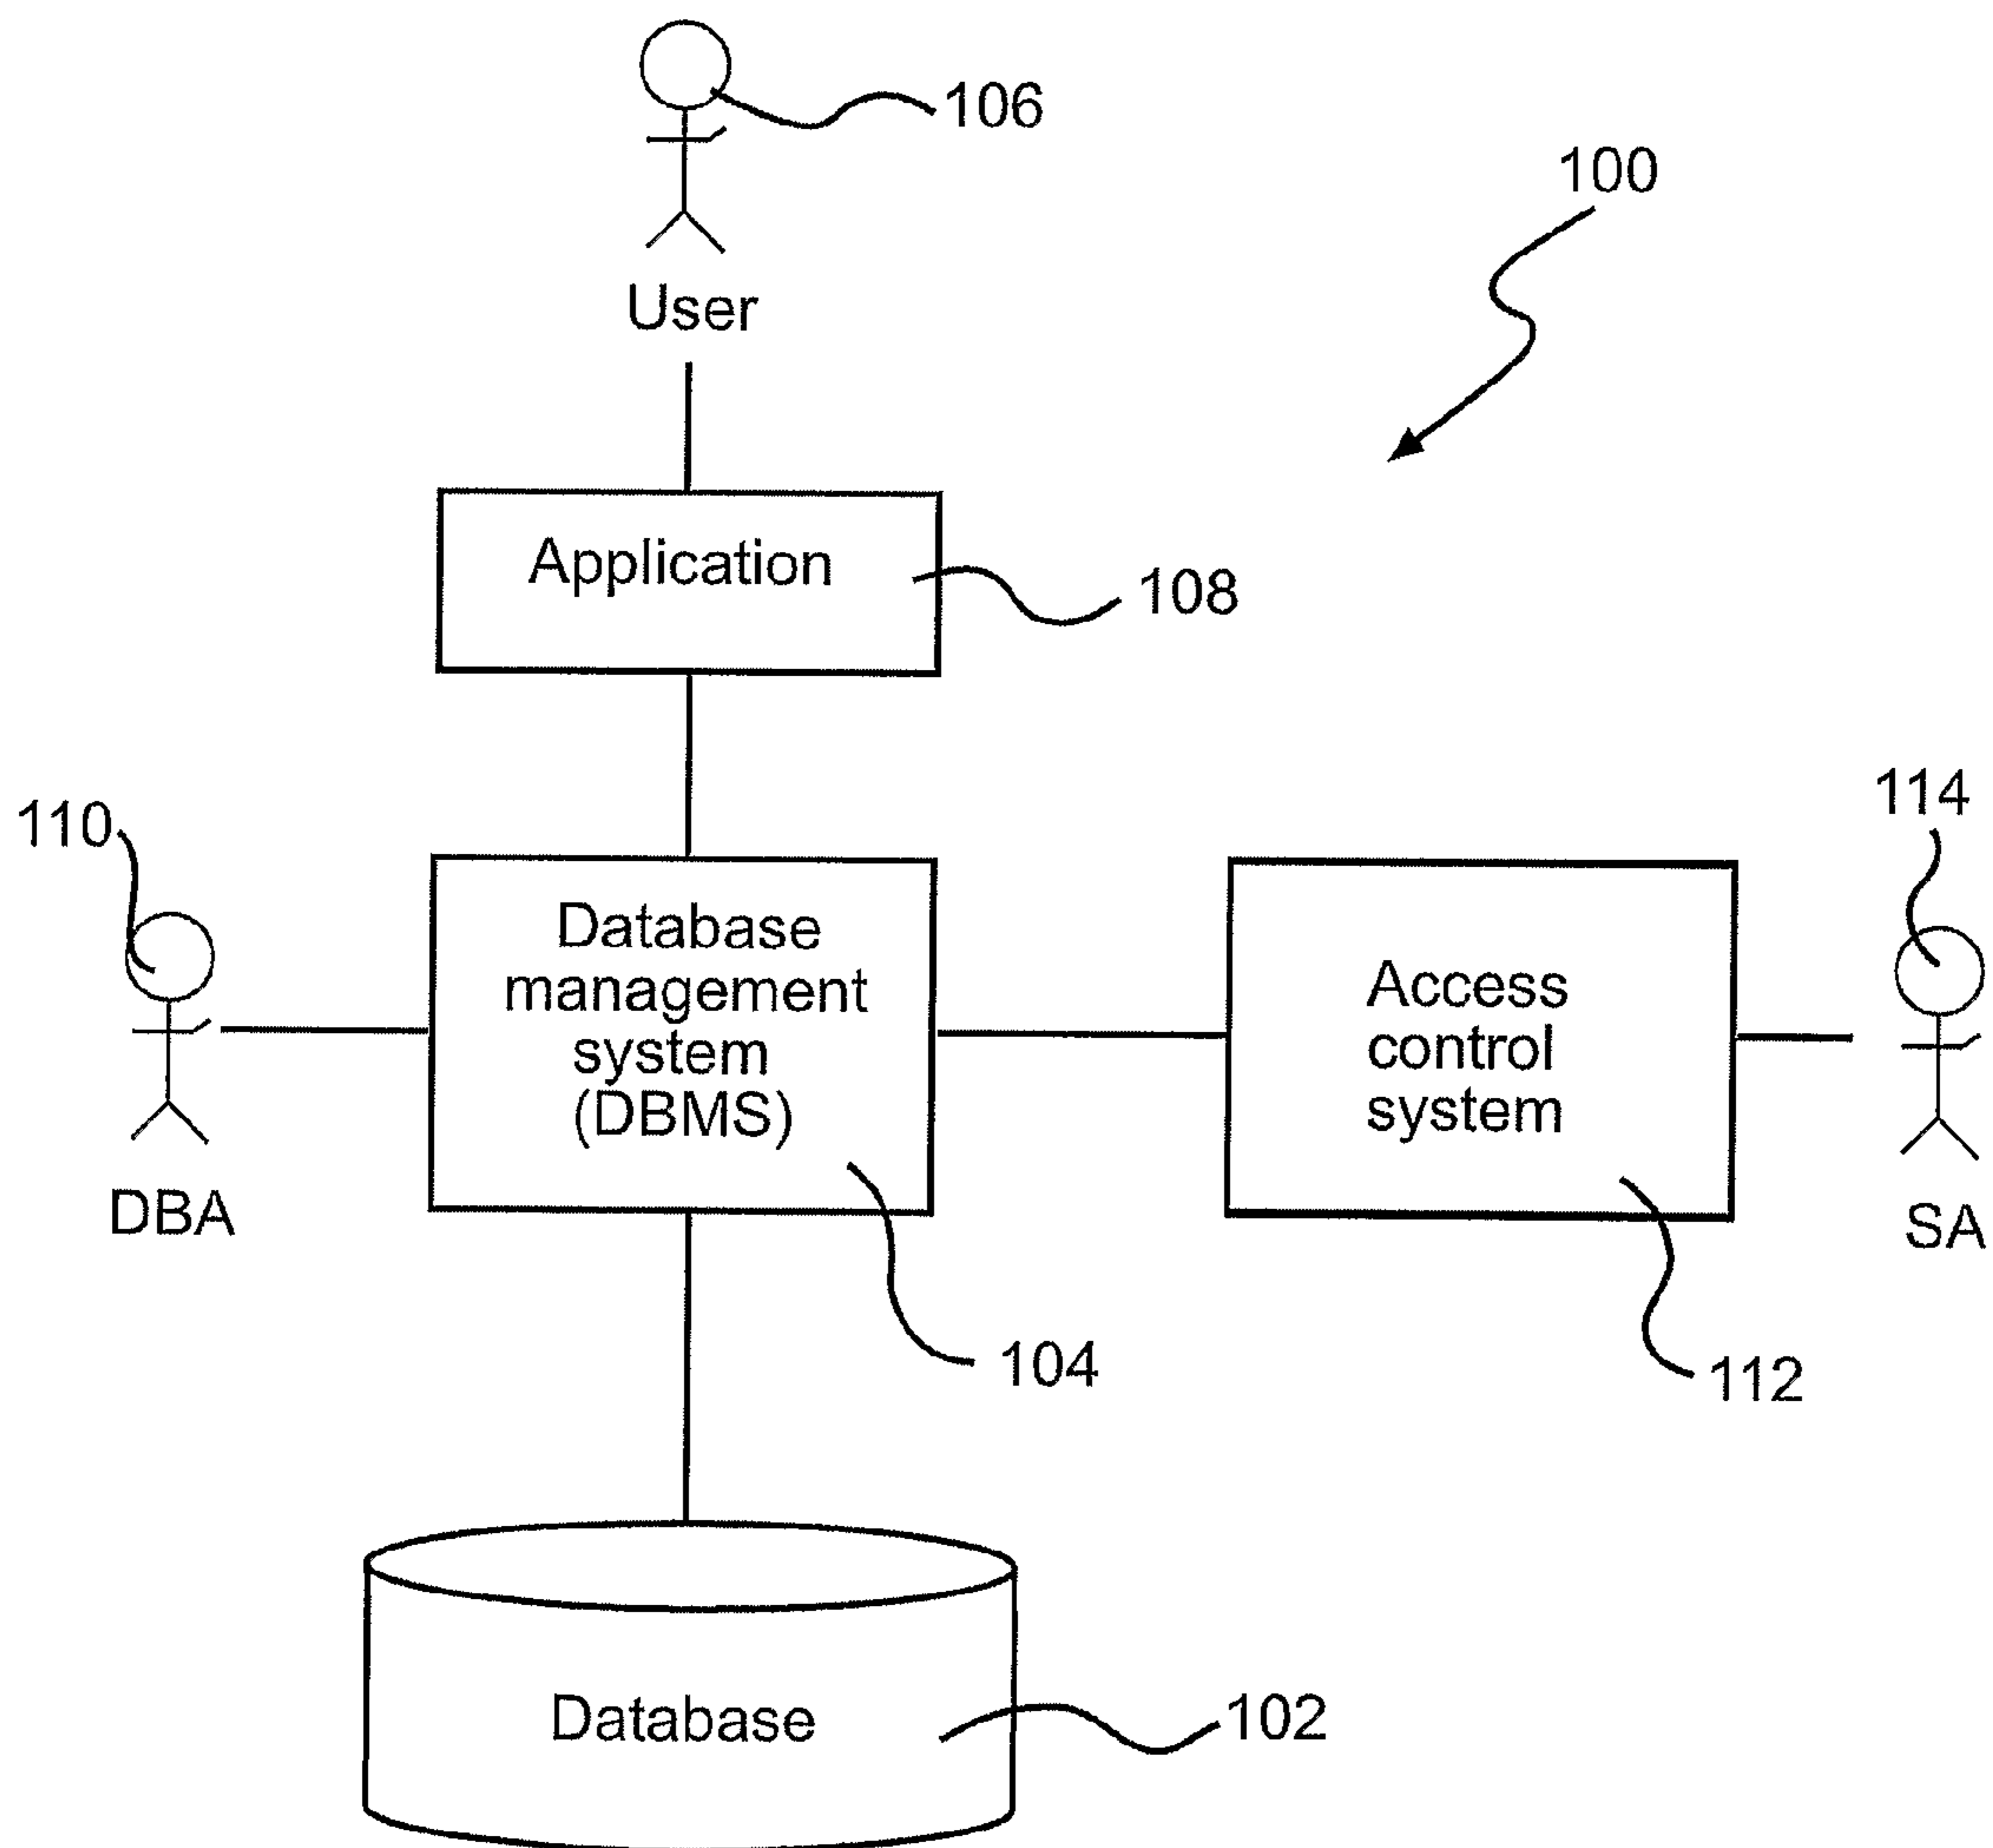 106
100
User
Application
108
110
114
Database
management
system
(DBMS)
Access
control
system
DBA
SA
104
112
Database
102